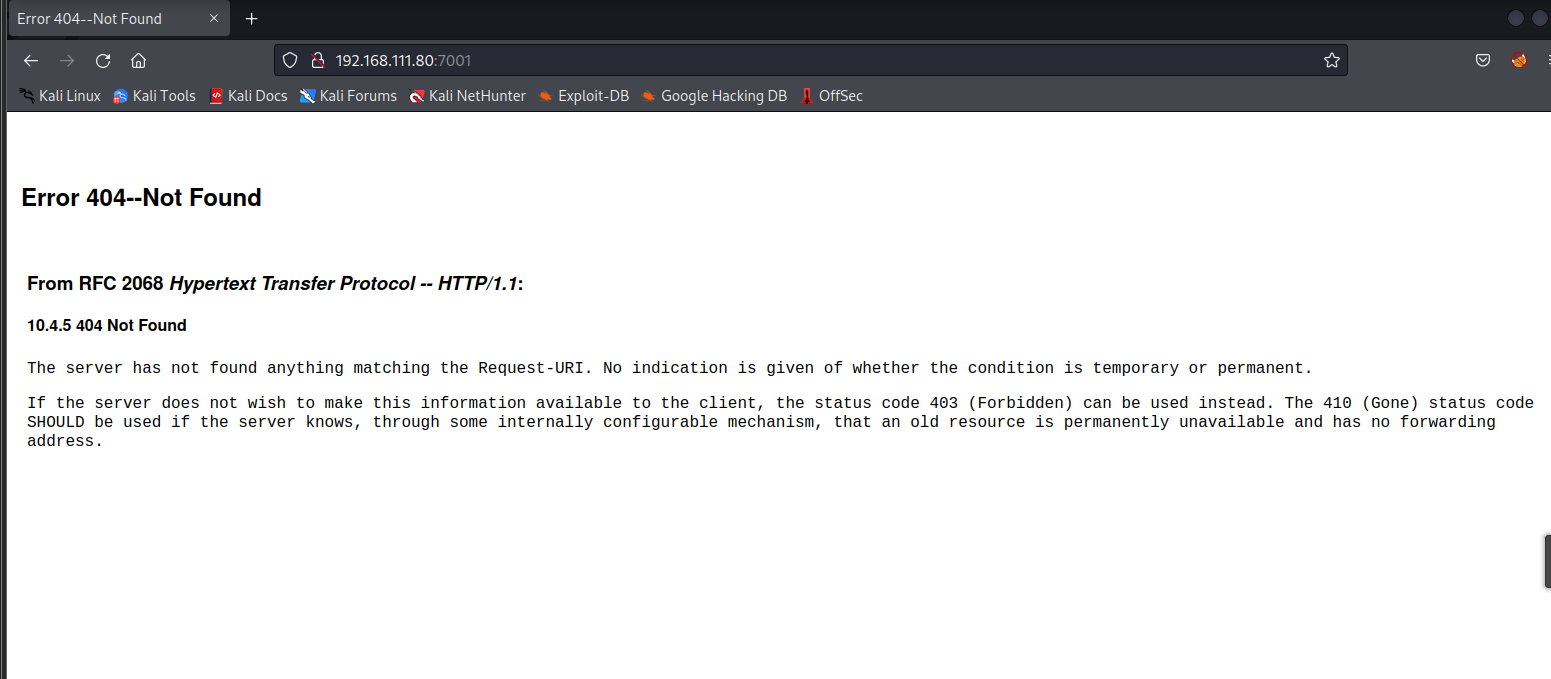 Error 404--Not Found
192.168.111.80:7001
Kali Linux Kali Tools Kali Docs Kali Forums Kali NetHunter Exploit-DB Google Hacking DB OffSec
Error 404--Not Found
From RFC 2068 Hypertext Transfer Protocol -- HTTP/1.1:
10.4.5 404 Not Found
The server has not found anything matching the Request-URI. No indication is given of whether the condition is temporary or permanent.
If the server does not wish to make this information available to the client, the status code 403 (Forbidden) can be used instead. The 410 (Gone) status code
SHOULD be used if the server knows, through some internally configurable mechanism, that an old resource is permanently unavailable and has no forwarding
address.